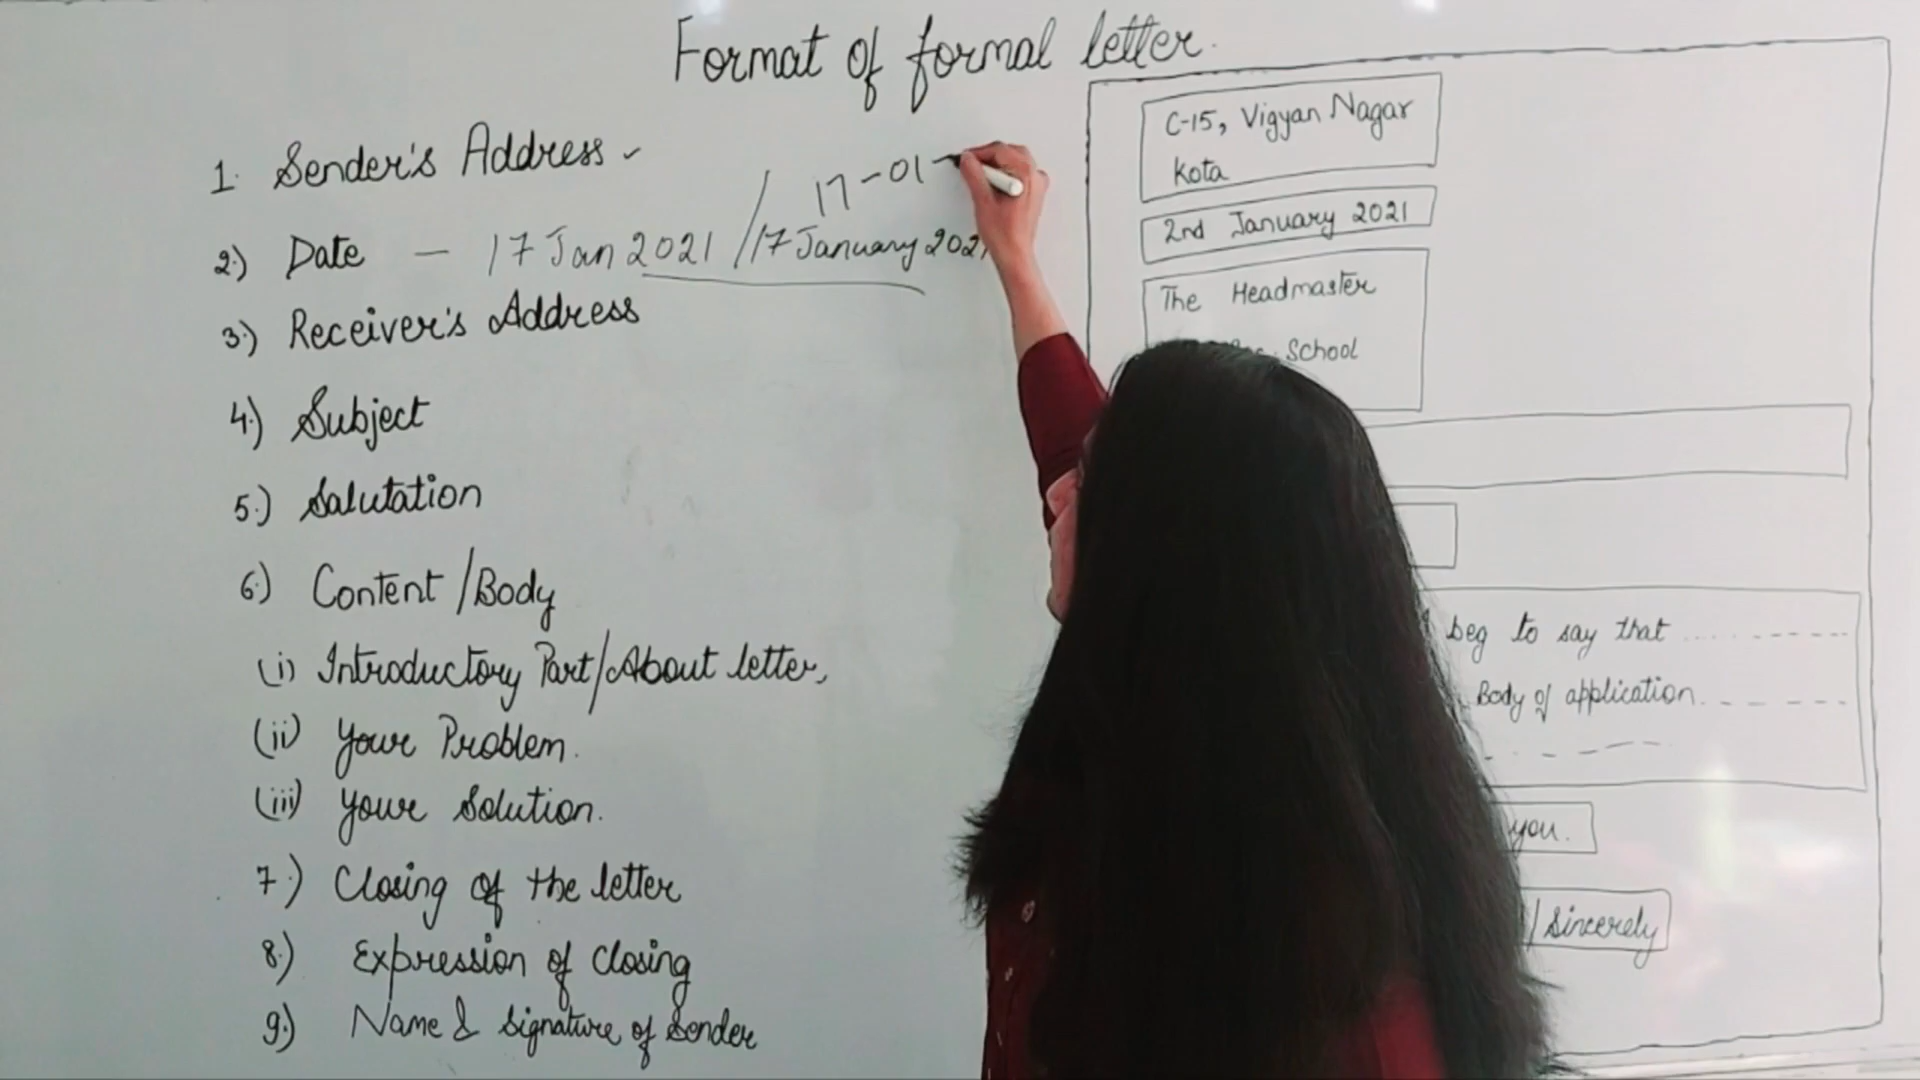 Format of formal letter.
1. Sender's Address -
2.) Date - 17 Jan 2021 / 17 January 2021 / 17-01-
3.) Receiver's Address
4.) Subject
5.) Salutation
6.) Content / Body
(i) Introductory Part/About letter,
(ii) Your Problem.
(iii) Your Solution.
7.) Closing of the letter
8.) Expression of closing
9.) Name & Signature of Sender
C-15, Vigyan Nagar
Kota
2nd January 2021
The Headmaster
School
beg to say that
Body of application
you.
/ Sincerely